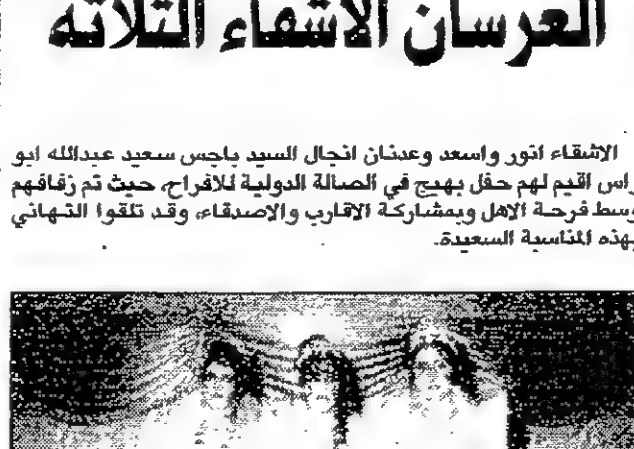 العرسان الاشقاء الثلاثة
الاشقاء انور واسعد وعدنان انجال السيد باجس سعيد عبدالله ابو
راس اقيم لهم حفل بهيج في الصالة الدولية للافراح، حيث تم زفافهم
وسط فرحة الاهل وبمشاركة الاقارب والاصدقاء، وقد تلقوا التهاني
بهذه المناسبة السعيدة.